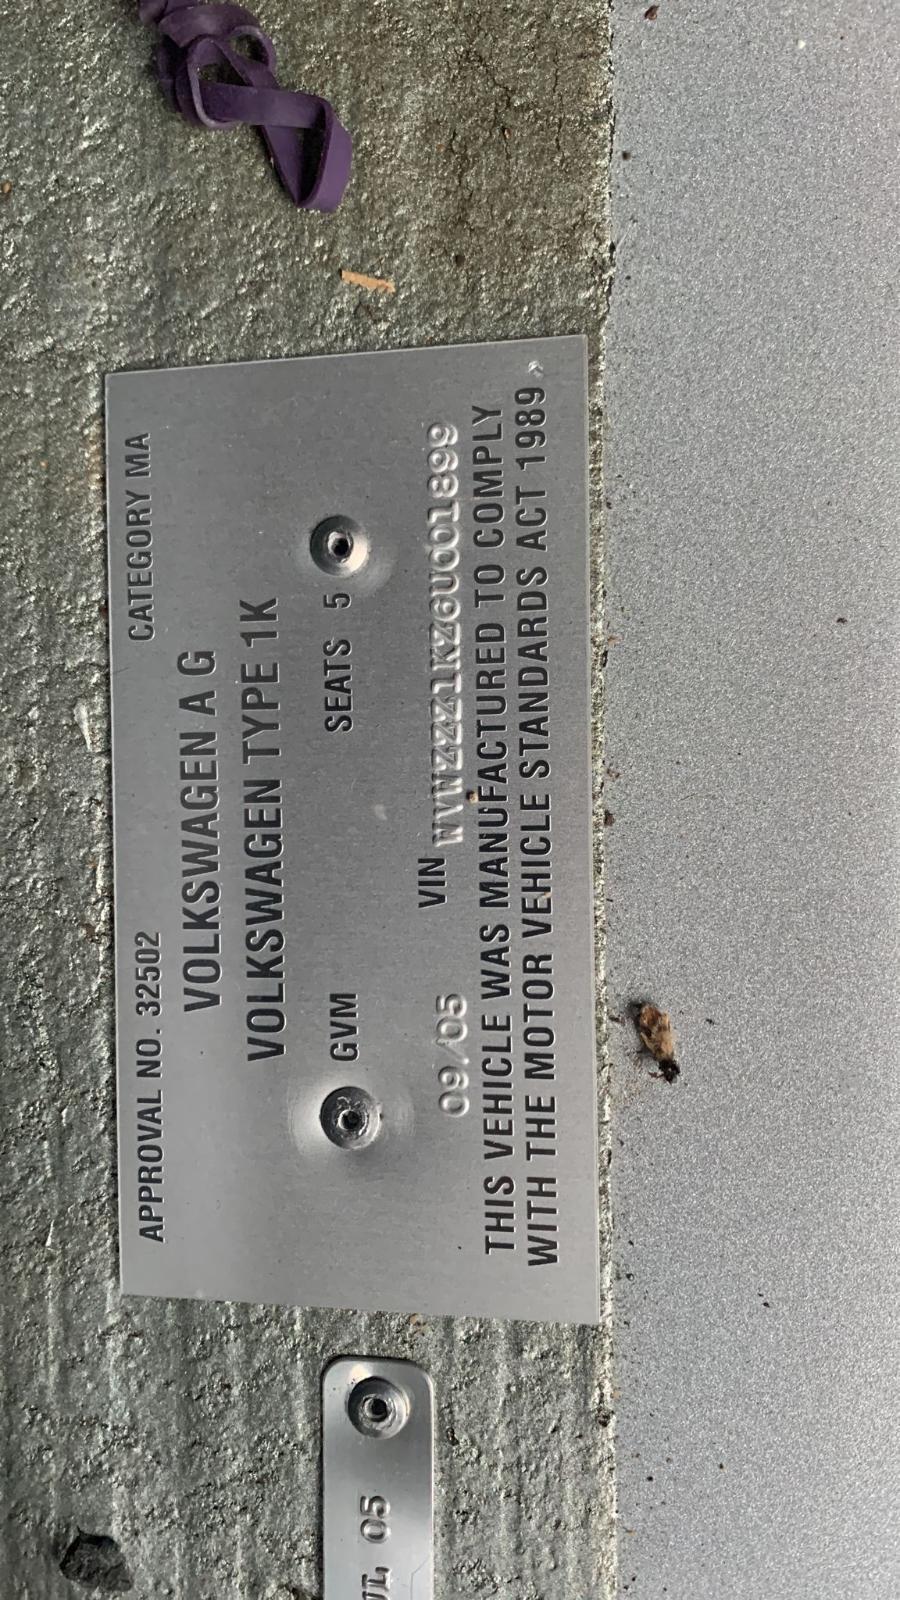 APPROVAL NO. 32502 CATEGORY MA
VOLKSWAGEN A G
VOLKSWAGEN TYPE 1K
GVM SEATS 5
09/05 VIN WVWZZZ1KZ6U001899
THIS VEHICLE WAS MANUFACTURED TO COMPLY
WITH THE MOTOR VEHICLE STANDARDS ACT 1989
05